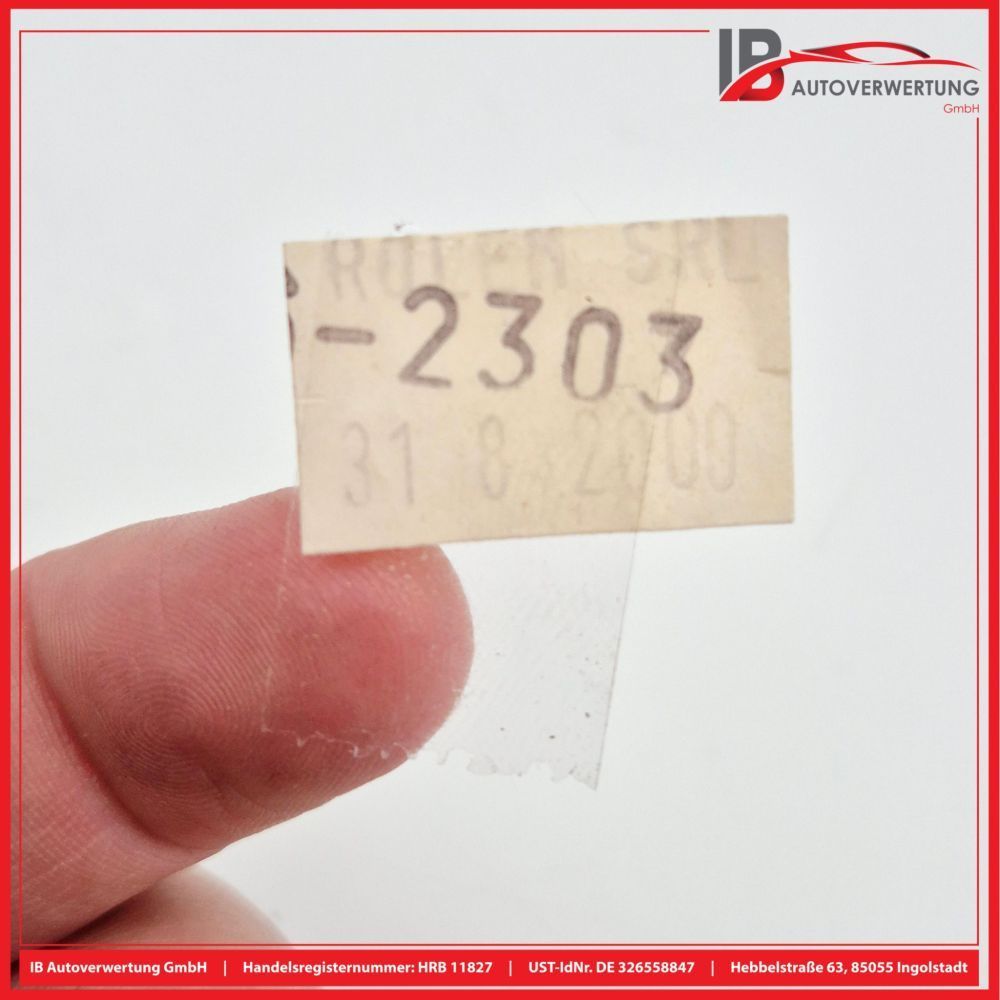 IB
AUTOVERWERTUNG
GmbH
SRL
-2303
31 8 2000
IB Autoverwertung GmbH | Handelsregisternummer: HRB 11827 | UST-IdNr. DE 326558847 | Hebbelstraße 63, 85055 Ingolstadt